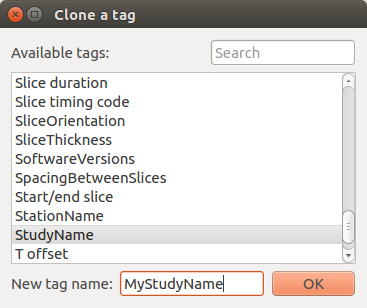 Clone a tag
Available tags: Search
Slice duration
Slice timing code
SliceOrientation
SliceThickness
SoftwareVersions
SpacingBetweenSlices
Start/end slice
StationName
StudyName
T offset
New tag name: MyStudyName OK